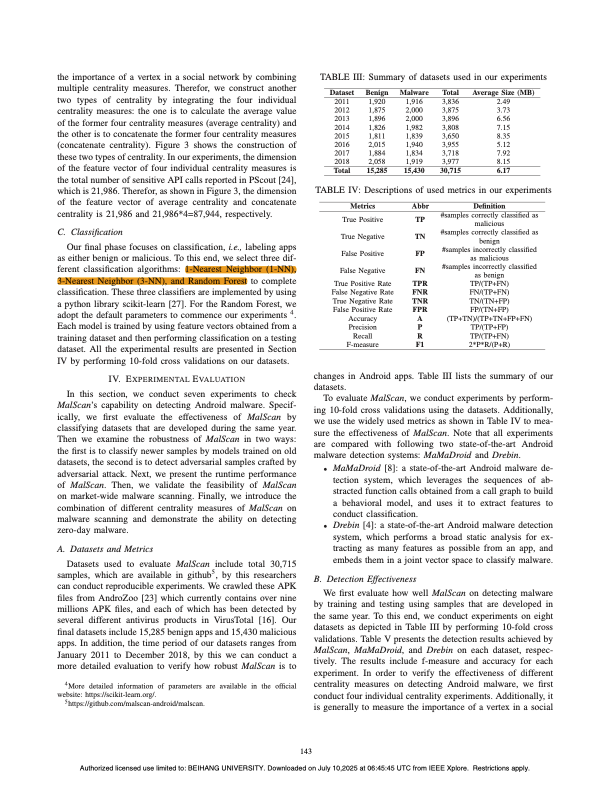 the importance of a vertex in a social network by combining
multiple centrality measures. Therefor, we construct another
two types of centrality by integrating the four individual
centrality measures: the one is to calculate the average value
of the former four centrality measures (average centrality) and
the other is to concatenate the former four centrality measures
(concatenate centrality). Figure 3 shows the construction of
these two types of centrality. In our experiments, the dimension
of the feature vector of four individual centrality measures is
the total number of sensitive API calls reported in PScout [24],
which is 21,986. Therefor, as shown in Figure 3, the dimension
of the feature vector of average centrality and concatenate
centrality is 21,986 and 21,986*4=87,944, respectively.
C. Classification
Our final phase focuses on classification, i.e., labeling apps
as either benign or malicious. To this end, we select three dif-
ferent classification algorithms: 1-Nearest Neighbor (1-NN),
3-Nearest Neighbor (3-NN), and Random Forest to complete
classification. These three classifiers are implemented by using
a python library scikit-learn [27]. For the Random Forest, we
adopt the default parameters to commence our experiments 4.
Each model is trained by using feature vectors obtained from a
training dataset and then performing classification on a testing
dataset. All the experimental results are presented in Section
IV by performing 10-fold cross validations on our datasets.
IV. EXPERIMENTAL EVALUATION
In this section, we conduct seven experiments to check
MalScan's capability on detecting Android malware. Specif-
ically, we first evaluate the effectiveness of MalScan by
classifying datasets that are developed during the same year.
Then we examine the robustness of MalScan in two ways:
the first is to classify newer samples by models trained on old
datasets, the second is to detect adversarial samples crafted by
adversarial attack. Next, we present the runtime performance
of MalScan. Then, we validate the feasibility of MalScan
on market-wide malware scanning. Finally, we introduce the
combination of different centrality measures of MalScan on
malware scanning and demonstrate the ability on detecting
zero-day malware.
A. Datasets and Metrics
Datasets used to evaluate MalScan include total 30,715
samples, which are available in github5, by this researchers
can conduct reproducible experiments. We crawled these APK
files from AndroZoo [23] which currently contains over nine
millions APK files, and each of which has been detected by
several different antivirus products in VirusTotal [16]. Our
final datasets include 15,285 benign apps and 15,430 malicious
apps. In addition, the time period of our datasets ranges from
January 2011 to December 2018, by this we can conduct a
more detailed evaluation to verify how robust MalScan is to
4More detailed information of parameters are available in the official
website: https://scikit-learn.org/.
5https://github.com/malscan-android/malscan.
TABLE III: Summary of datasets used in our experiments
Dataset Benign Malware Total Average Size (MB)
2011 1,920 1,916 3,836 2.49
2012 1,875 2,000 3,875 3.73
2013 1,896 2,000 3,896 6.56
2014 1,826 1,982 3,808 7.15
2015 1,811 1,839 3,650 8.35
2016 2,015 1,940 3,955 5.12
2017 1,884 1,834 3,718 7.92
2018 2,058 1,919 3,977 8.15
Total 15,285 15,430 30,715 6.17
TABLE IV: Descriptions of used metrics in our experiments
Metrics Abbr Definition
True Positive TP #samples correctly classified as
malicious
True Negative TN #samples correctly classified as
benign
False Positive FP #samples incorrectly classified
as malicious
False Negative FN #samples incorrectly classified
as benign
True Positive Rate TPR TP/(TP+FN)
False Negative Rate FNR FN/(TP+FN)
True Negative Rate TNR TN/(TN+FP)
False Positive Rate FPR FP/(TN+FP)
Accuracy A (TP+TN)/(TP+TN+FP+FN)
Precision P TP/(TP+FP)
Recall R TP/(TP+FN)
F-measure F1 2*P*R/(P+R)
changes in Android apps. Table III lists the summary of our
datasets.
To evaluate MalScan, we conduct experiments by perform-
ing 10-fold cross validations using the datasets. Additionally,
we use the widely used metrics as shown in Table IV to mea-
sure the effectiveness of MalScan. Note that all experiments
are compared with following two state-of-the-art Android
malware detection systems: MaMaDroid and Drebin.
• MaMaDroid [8]: a state-of-the-art Android malware de-
tection system, which leverages the sequences of ab-
stracted function calls obtained from a call graph to build
a behavioral model, and uses it to extract features to
conduct classification.
• Drebin [4]: a state-of-the-art Android malware detection
system, which performs a broad static analysis for ex-
tracting as many features as possible from an app, and
embeds them in a joint vector space to classify malware.
B. Detection Effectiveness
We first evaluate how well MalScan on detecting malware
by training and testing using samples that are developed in
the same year. To this end, we conduct experiments on eight
datasets as depicted in Table III by performing 10-fold cross
validations. Table V presents the detection results achieved by
MalScan, MaMaDroid, and Drebin on each dataset, respec-
tively. The results include f-measure and accuracy for each
experiment. In order to verify the effectiveness of different
centrality measures on detecting Android malware, we first
conduct four individual centrality experiments. Additionally, it
is generally to measure the importance of a vertex in a social
143
Authorized licensed use limited to: BEIHANG UNIVERSITY. Downloaded on July 10,2025 at 06:45:45 UTC from IEEE Xplore. Restrictions apply.